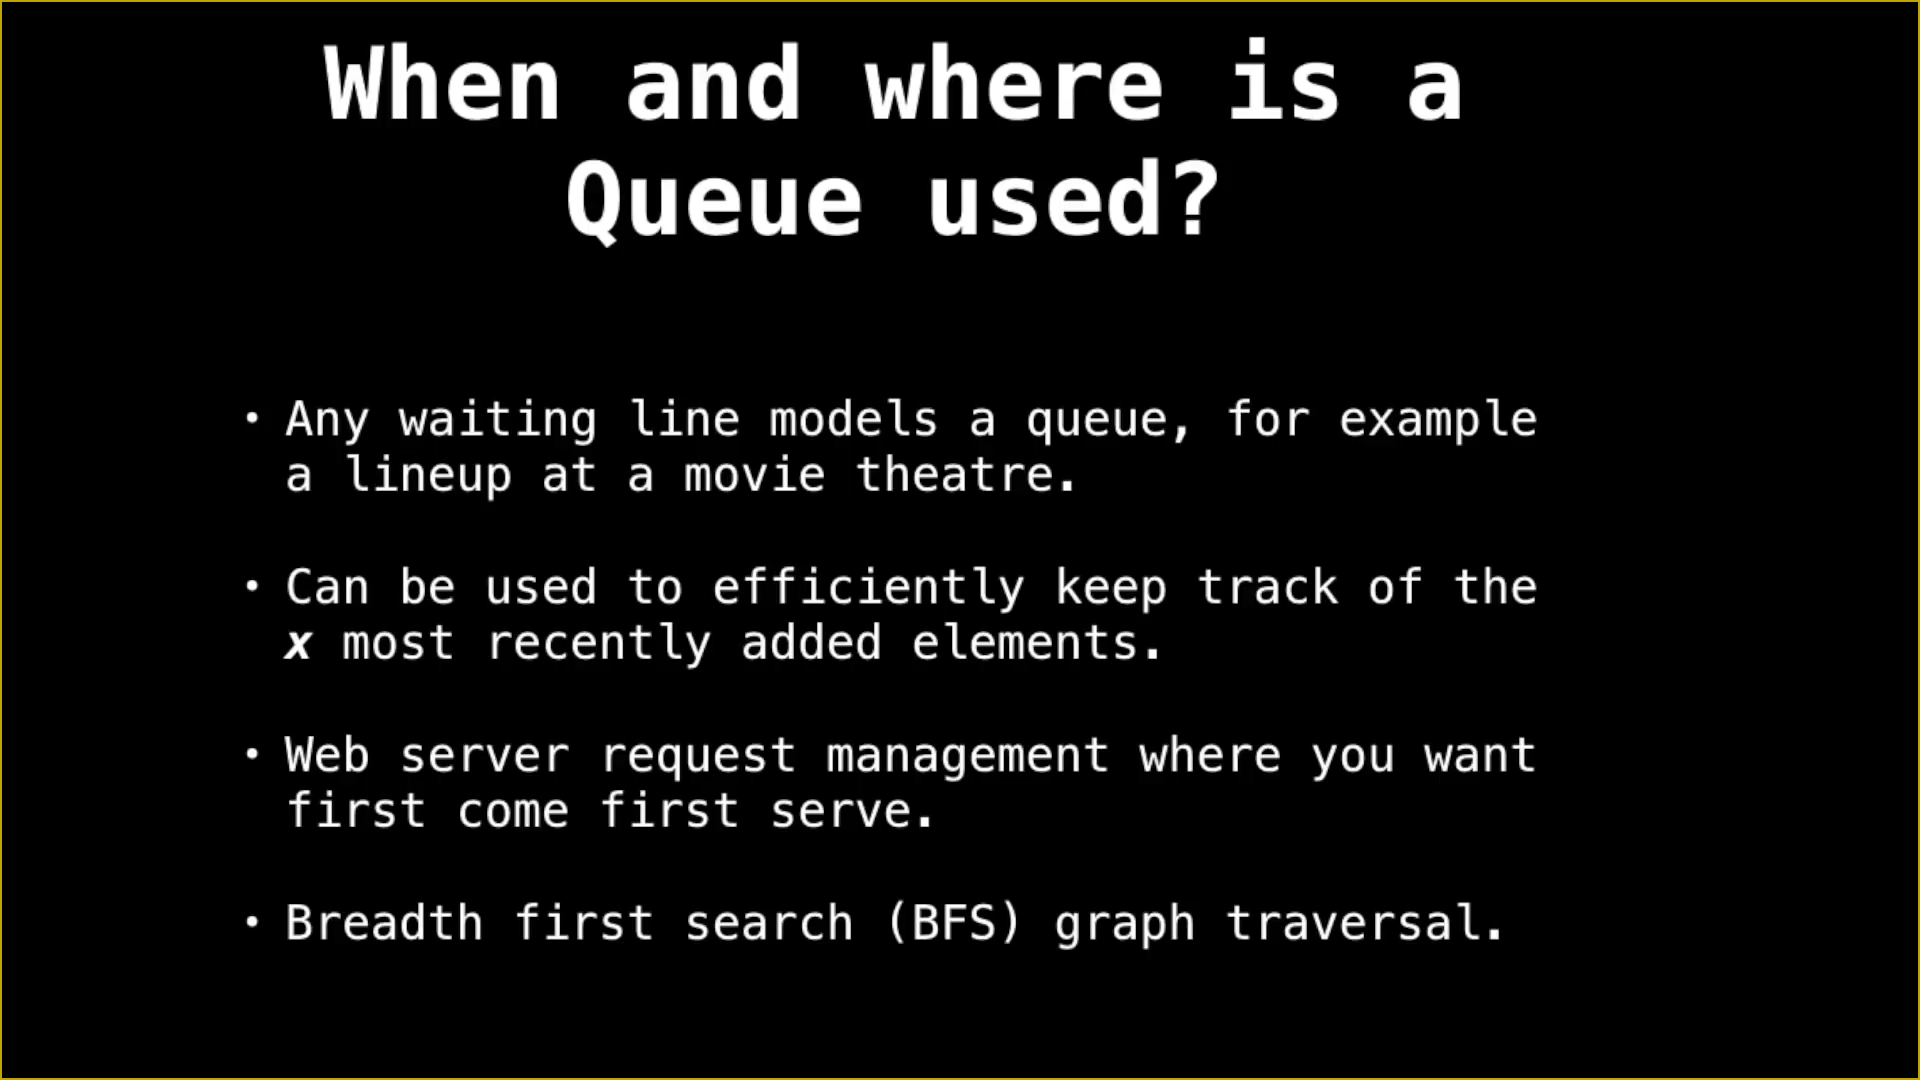 When and where is a
Queue used?
• Any waiting line models a queue, for example
a lineup at a movie theatre.
• Can be used to efficiently keep track of the
x most recently added elements.
• Web server request management where you want
first come first serve.
• Breadth first search (BFS) graph traversal.